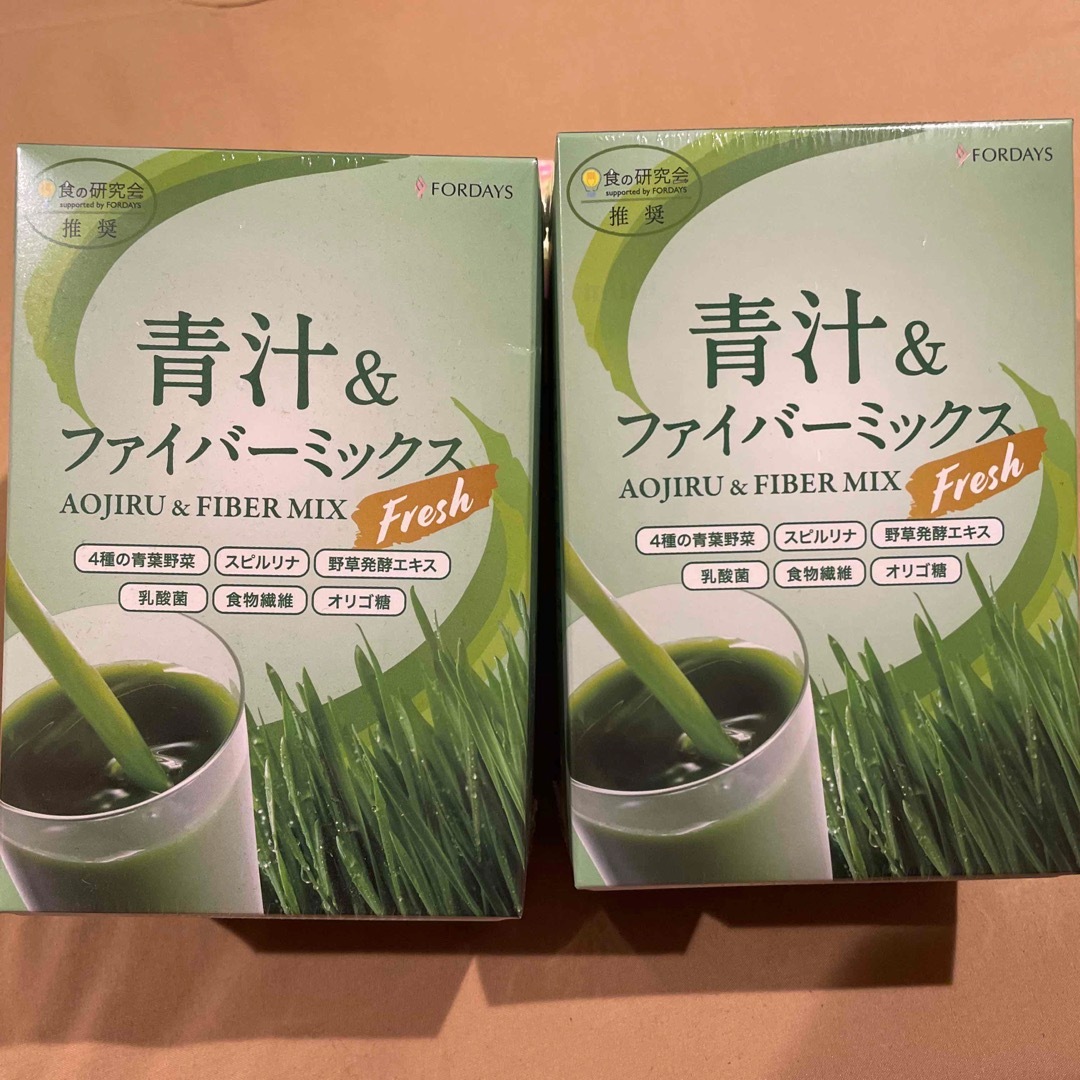 食の研究会
supported by FORDAYS
推奨
FORDAYS
青汁&
ファイバーミックス
AOJIRU & FIBER MIX
Fresh
4種の青葉野菜 スピルリナ 野草発酵エキス
乳酸菌 食物繊維 オリゴ糖
食の研究会
supported by FORDAYS
推奨
FORDAYS
青汁&
ファイバーミックス
AOJIRU & FIBER MIX
Fresh
4種の青葉野菜 スピルリナ 野草発酵エキス
乳酸菌 食物繊維 オリゴ糖